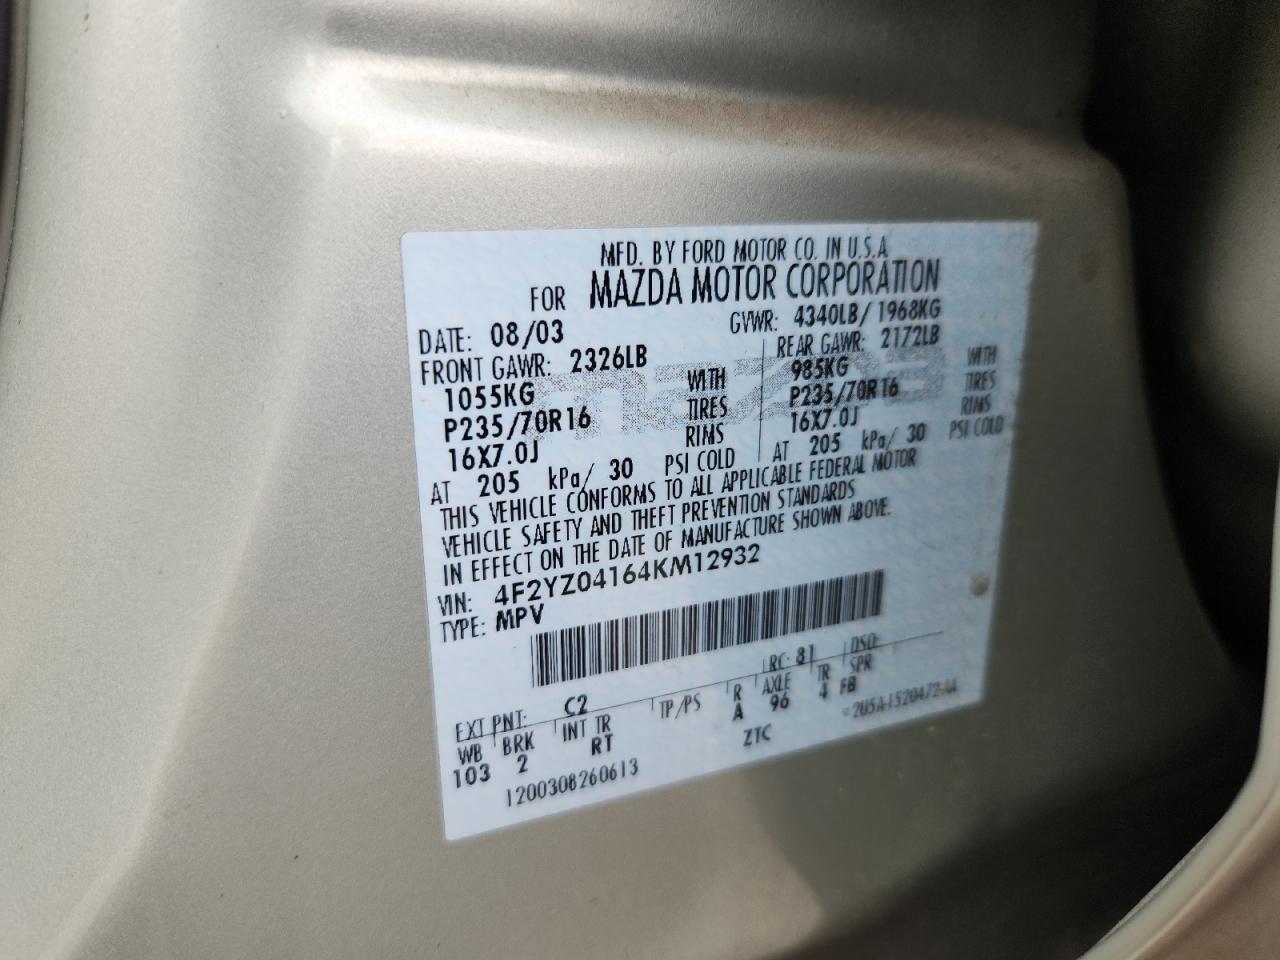 MFD. BY FORD MOTOR CO. IN U.S.A.
FOR MAZDA MOTOR CORPORATION
DATE: 08/03 GVWR: 4340LB/ 1968KG
FRONT GAWR: 2326LB REAR GAWR: 2172LB
1055KG WITH 985KG WITH
P235/70R16 TIRES P235/70R16 TIRES
16X7.0J RIMS 16X7.0J RIMS
AT 205 kPa/ 30 PSI COLD AT 205 kPa/ 30 PSI COLD
THIS VEHICLE CONFORMS TO ALL APPLICABLE FEDERAL MOTOR
VEHICLE SAFETY AND THEFT PREVENTION STANDARDS
IN EFFECT ON THE DATE OF MANUFACTURE SHOWN ABOVE.
VIN: 4F2YZ04164KM12932
TYPE: MPV
EXT PNT: C2 RC: 81 DSO:
WB BRK INT TR TP/PS R AXLE TR SPR
103 2 RT A 96 4 FB
1200308260613 ZTC